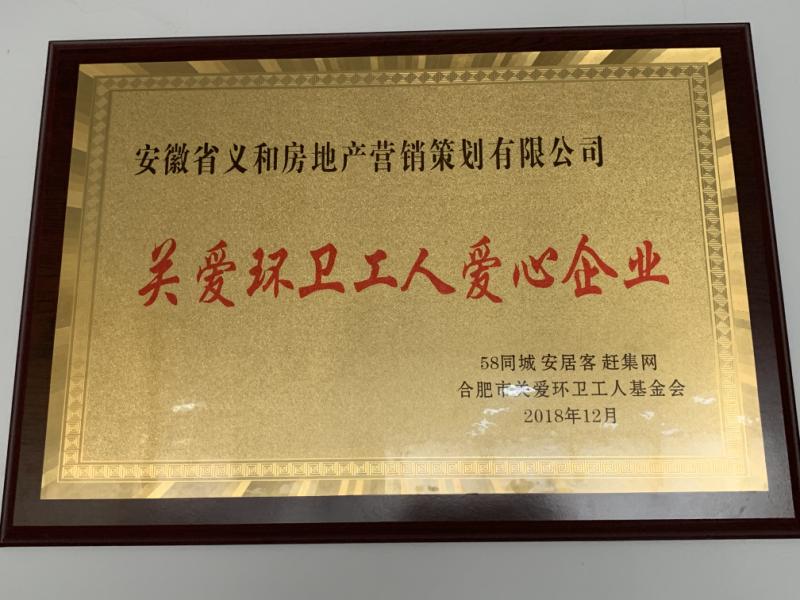 安徽省义和房地产营销策划有限公司
关爱环卫工人爱心企业
58同城 安居客 赶集网
合肥市关爱环卫工人基金会
2018年12月